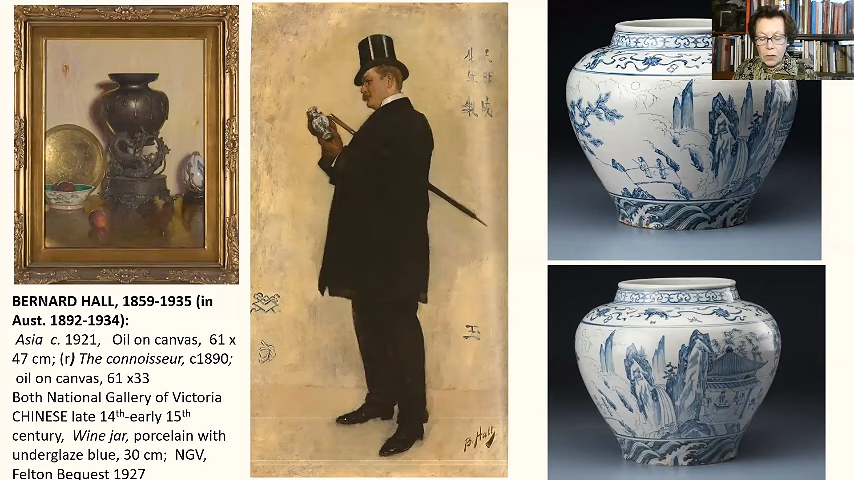 BERNARD HALL, 1859-1935 (in
Aust. 1892-1934):
Asia c. 1921, Oil on canvas, 61 x
47 cm; (r) The connoisseur, c1890;
oil on canvas, 61 x33
Both National Gallery of Victoria
CHINESE late 14th-early 15th
century, Wine jar, porcelain with
underglaze blue, 30 cm; NGV,
Felton Bequest 1927
B. Hall